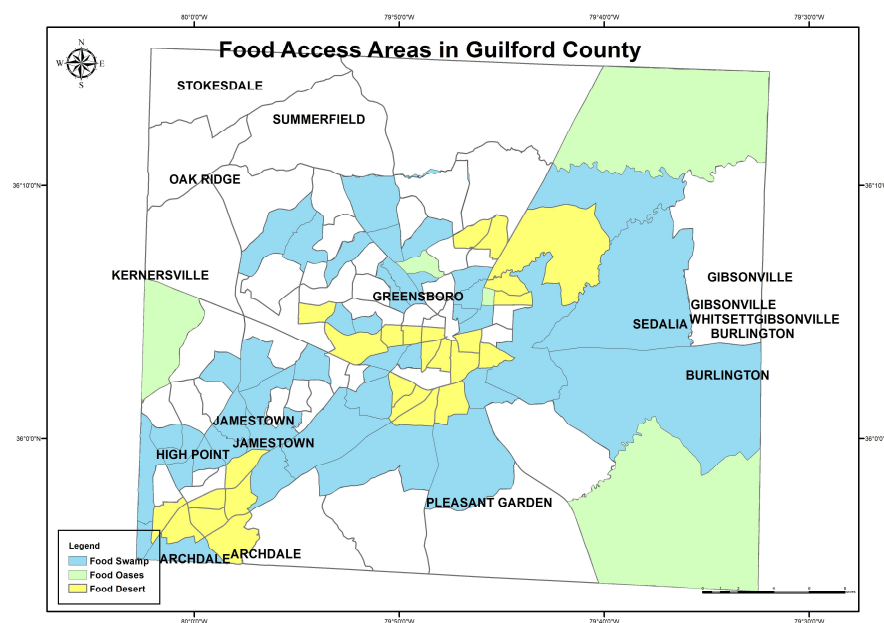 80°0'0"W 79°50'0"W 79°40'0"W 79°30'0"W
Food Access Areas in Guilford County
N
W E
S
STOKESDALE
SUMMERFIELD
OAK RIDGE
36°10'0"N
KERNERSVILLE
GIBSONVILLE
GREENSBORO
GIBSONVILLE
WHITSETTGIBSONVILLE
SEDALIA
BURLINGTON
BURLINGTON
JAMESTOWN
36°0'0"N
JAMESTOWN
HIGH POINT
PLEASANT GARDEN
Legend
Food Swamp
Food Oases
Food Desert
ARCHDALE
ARCHDALE
80°0'0"W 79°50'0"W 79°40'0"W 79°30'0"W